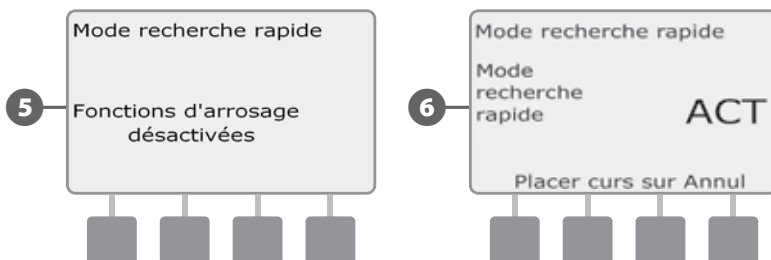 Mode recherche rapide
5
Fonctions d'arrosage
désactivées
Mode recherche rapide
6
Mode
recherche
rapide
ACT
Placer curs sur Annul